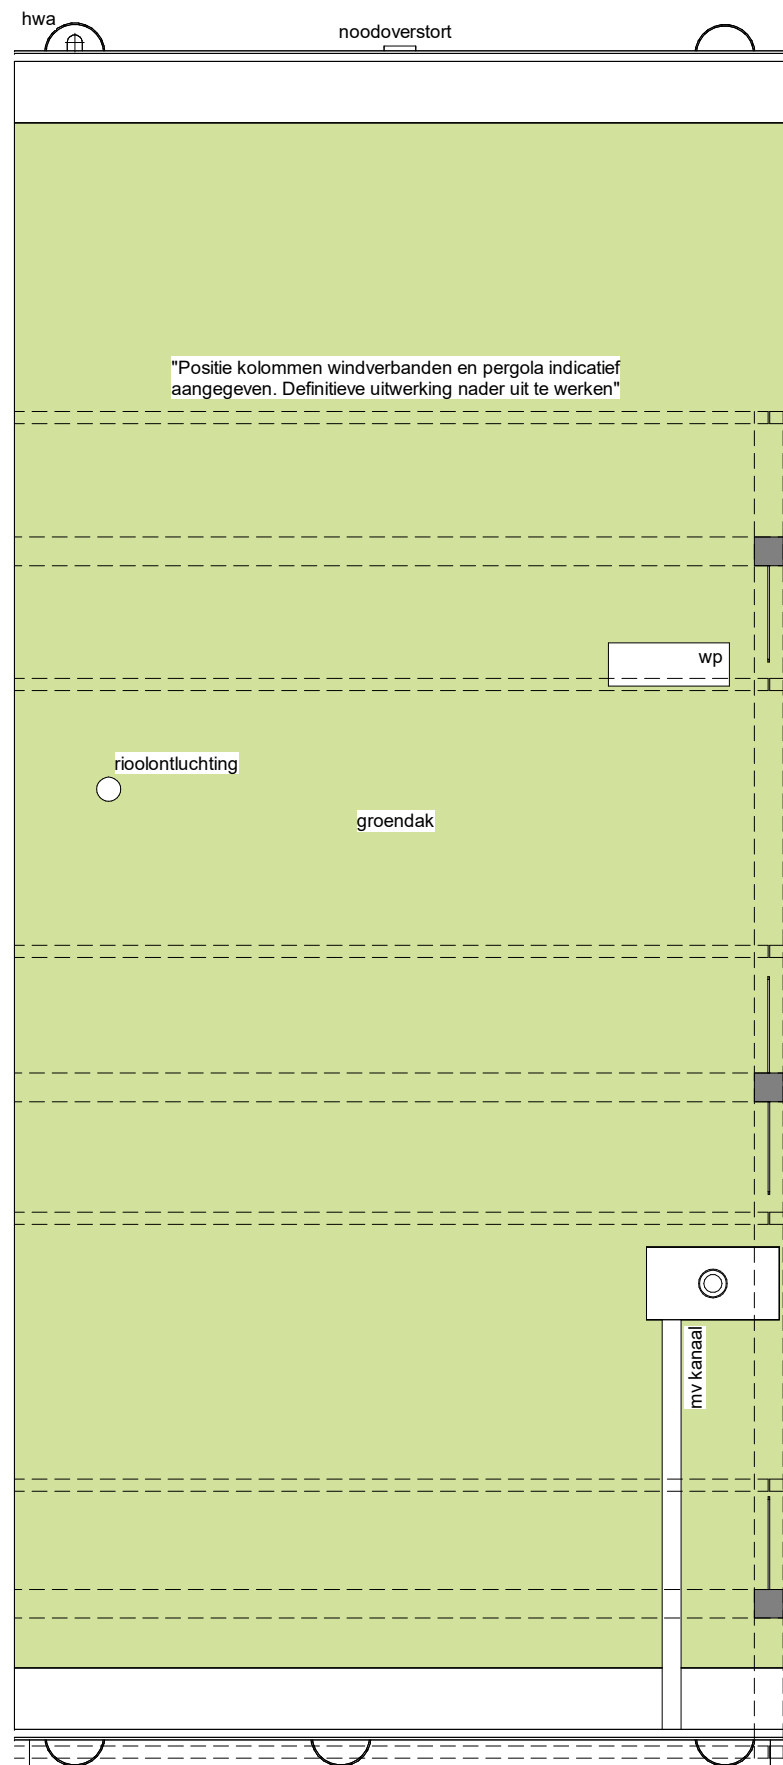 hwa
noodoverstort
"Positie kolommen windverbanden en pergola indicatief
aangegeven. Definitieve uitwerking nader uit te werken"
wp
rioolontluchting
groendak
mv kanaal